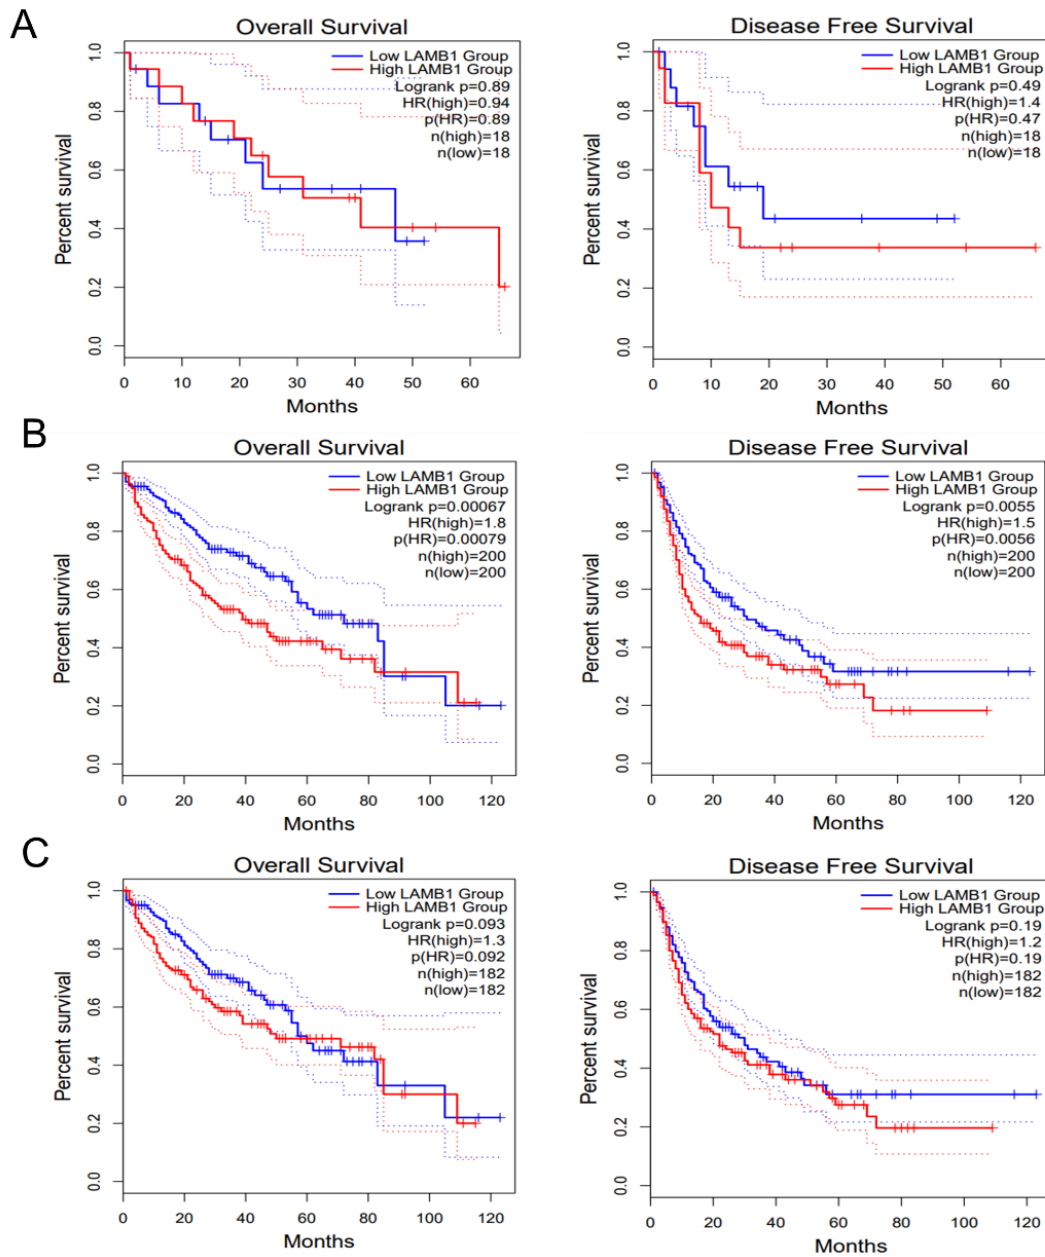 A
Overall Survival
Low LAMB1 Group
High LAMB1 Group
Logrank p=0.89
HR(high)=0.94
p(HR)=0.89
n(high)=18
n(low)=18
Percent survival
0.0 0.2 0.4 0.6 0.8 1.0
0 10 20 30 40 50 60
Months
Disease Free Survival
Low LAMB1 Group
High LAMB1 Group
Logrank p=0.49
HR(high)=1.4
p(HR)=0.47
n(high)=18
n(low)=18
Percent survival
0.0 0.2 0.4 0.6 0.8 1.0
0 10 20 30 40 50 60
Months
B
Overall Survival
Low LAMB1 Group
High LAMB1 Group
Logrank p=0.00067
HR(high)=1.8
p(HR)=0.00079
n(high)=200
n(low)=200
Percent survival
0.0 0.2 0.4 0.6 0.8 1.0
0 20 40 60 80 100 120
Months
Disease Free Survival
Low LAMB1 Group
High LAMB1 Group
Logrank p=0.0055
HR(high)=1.5
p(HR)=0.0056
n(high)=200
n(low)=200
Percent survival
0.0 0.2 0.4 0.6 0.8 1.0
0 20 40 60 80 100 120
Months
C
Overall Survival
Low LAMB1 Group
High LAMB1 Group
Logrank p=0.093
HR(high)=1.3
p(HR)=0.092
n(high)=182
n(low)=182
Percent survival
0.0 0.2 0.4 0.6 0.8 1.0
0 20 40 60 80 100 120
Months
Disease Free Survival
Low LAMB1 Group
High LAMB1 Group
Logrank p=0.19
HR(high)=1.2
p(HR)=0.19
n(high)=182
n(low)=182
Percent survival
0.0 0.2 0.4 0.6 0.8 1.0
0 20 40 60 80 100 120
Months